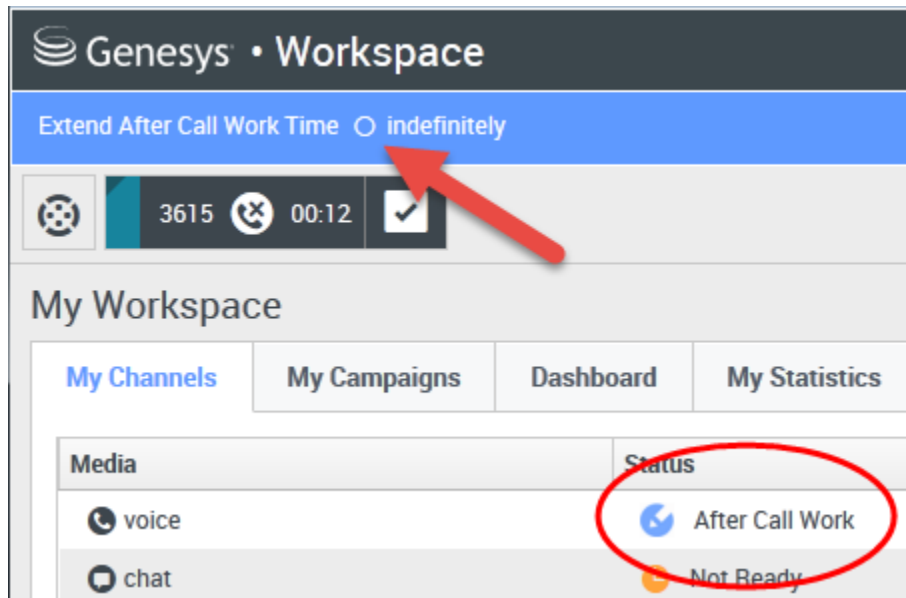 Genesys • Workspace
Extend After Call Work Time indefinitely
3615 00:12
My Workspace
My Channels My Campaigns Dashboard My Statistics
Media Status
voice After Call Work
chat Not Ready